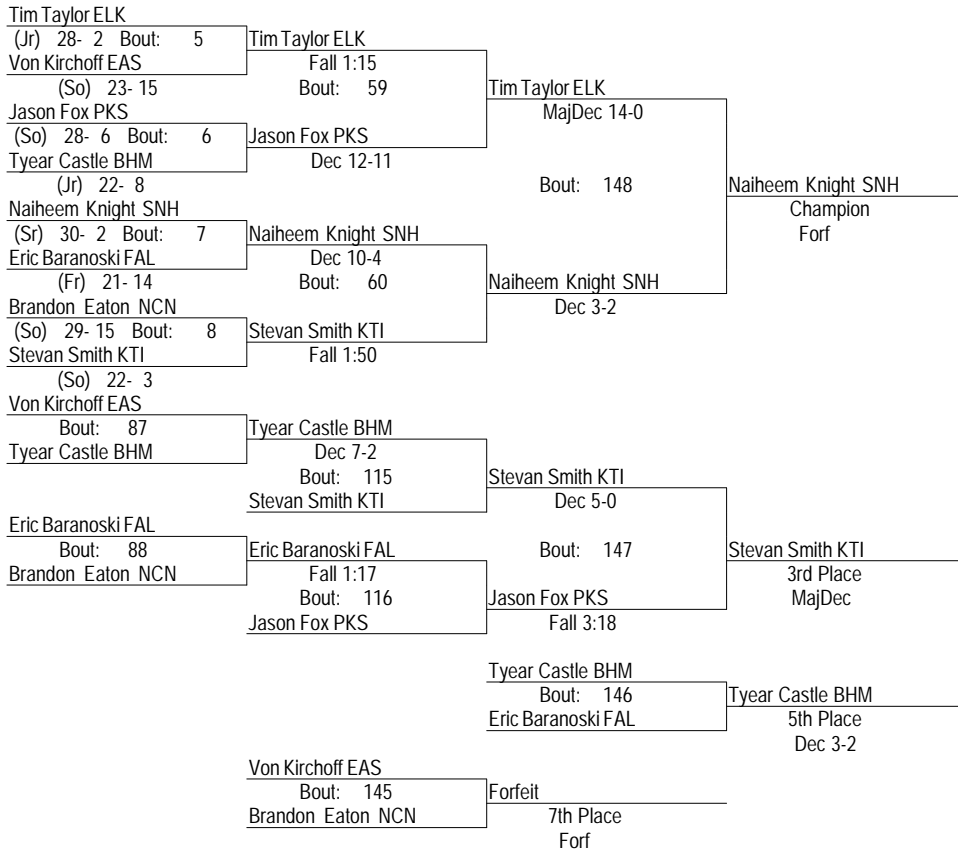 Tim Taylor ELK
(Jr) 28- 2 Bout: 5 Tim Taylor ELK
Von Kirchoff EAS Fall 1:15
(So) 23- 15 Bout: 59 Tim Taylor ELK
Jason Fox PKS MajDec 14-0
(So) 28- 6 Bout: 6 Jason Fox PKS
Tyear Castle BHM Dec 12-11
(Jr) 22- 8 Bout: 148 Naiheem Knight SNH
Naiheem Knight SNH Champion
(Sr) 30- 2 Bout: 7 Naiheem Knight SNH Forf
Eric Baranoski FAL Dec 10-4
(Fr) 21- 14 Bout: 60 Naiheem Knight SNH
Brandon Eaton NCN Dec 3-2
(So) 29- 15 Bout: 8 Stevan Smith KTI
Stevan Smith KTI Fall 1:50
(So) 22- 3
Von Kirchoff EAS
Bout: 87 Tyear Castle BHM
Tyear Castle BHM Dec 7-2
Bout: 115 Stevan Smith KTI
Stevan Smith KTI Dec 5-0
Eric Baranoski FAL
Bout: 88 Eric Baranoski FAL Bout: 147 Stevan Smith KTI
Brandon Eaton NCN Fall 1:17 3rd Place
Bout: 116 Jason Fox PKS MajDec
Jason Fox PKS Fall 3:18
Tyear Castle BHM
Bout: 146 Tyear Castle BHM
Eric Baranoski FAL 5th Place
Dec 3-2
Von Kirchoff EAS
Bout: 145 Forfeit
Brandon Eaton NCN 7th Place
Forf